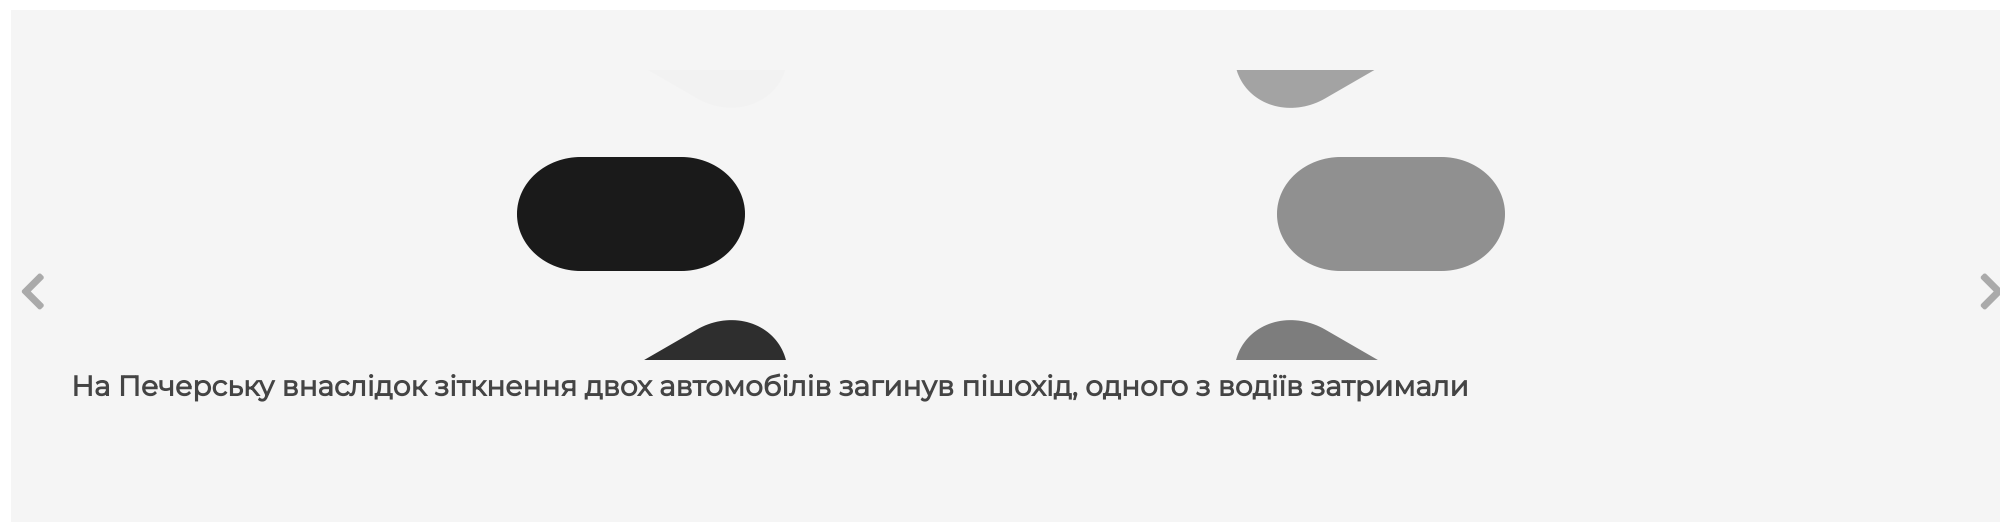 На Печерську внаслідок зіткнення двох автомобілів загинув пішохід, одного з водіїв затримали